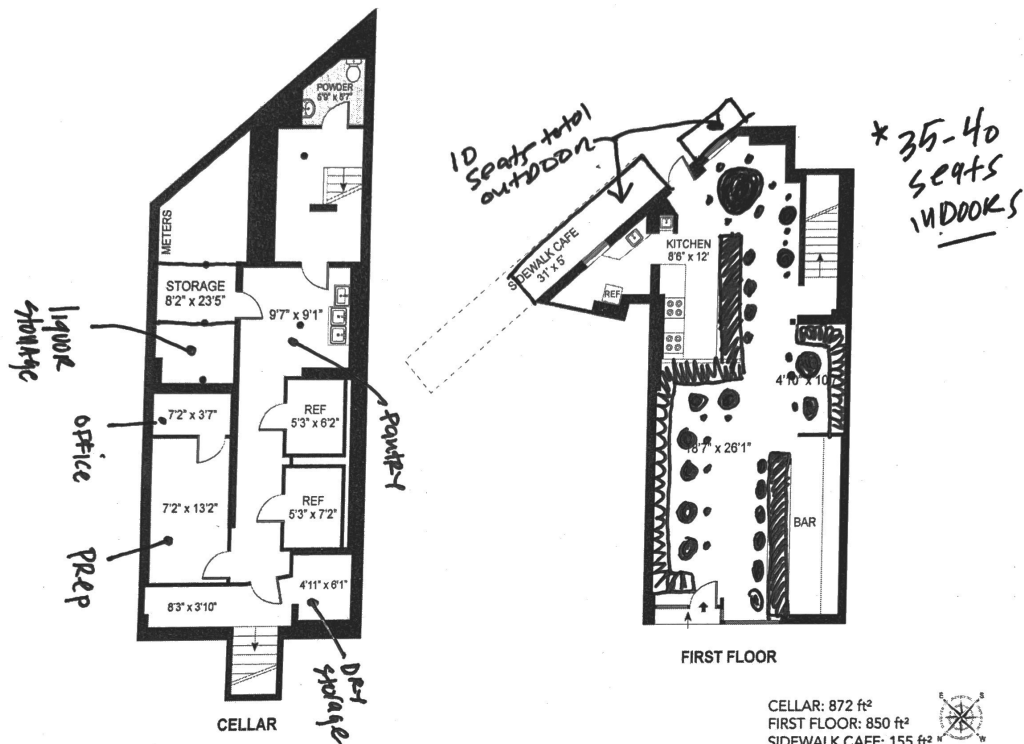 POWDER
5'9" x 8'7"
METERS
STORAGE
8'2" x 23'5"
9'7" x 9'1"
liquor
storage
REF
5'3" x 6'2"
7'2" x 3'7"
office
pantry
REF
5'3" x 7'2"
7'2" x 13'2"
PREP
4'11" x 6'1"
8'3" x 3'10"
DRY
storage
CELLAR
10
seats total
outdoor
SIDEWALK CAFE
31' x 5'
KITCHEN
8'6" x 12'
REF
* 35-40
seats
INDOORS
18'7" x 26'1"
BAR
FIRST FLOOR
CELLAR: 872 ft²
FIRST FLOOR: 850 ft²
SIDEWALK CAFE: 155 ft²
E
S
N
W